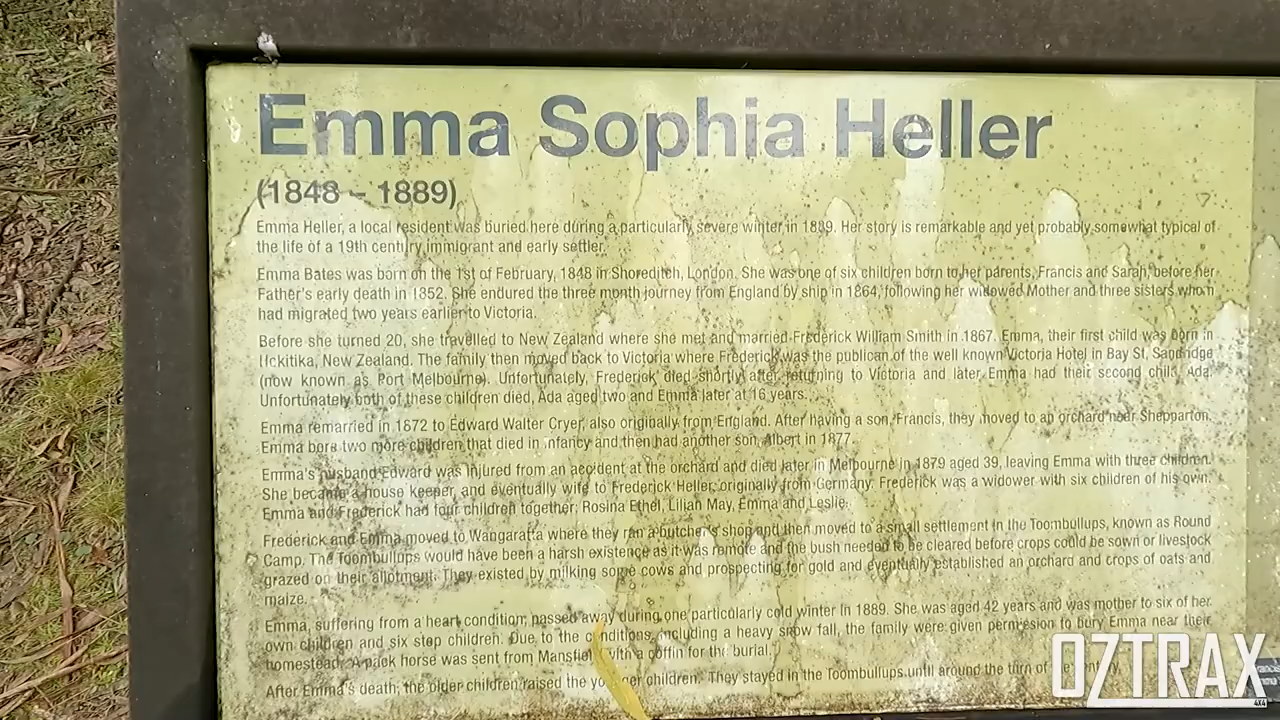 Emma Sophia Heller
(1848 – 1889)
Emma Heller, a local resident was buried here during a particularly severe winter in 1889. Her story is remarkable and yet probably somewhat typical of
the life of a 19th century immigrant and early settler.
Emma Bates was born on the 1st of February, 1848 in Shoreditch, London. She was one of six children born to her parents, Francis and Sarah, before her
Father's early death in 1852. She endured the three month journey from England by ship in 1864, following her widowed Mother and three sisters whom
had migrated two years earlier to Victoria.
Before she turned 20, she travelled to New Zealand where she met and married Frederick William Smith in 1867. Emma, their first child was born in
New Zealand. The family then moved back to Victoria where Frederick was the publican of the well known Victoria Hotel in Bay St, Sandridge
(now known as Port Melbourne). Unfortunately, Frederick died shortly after returning to Victoria and later Emma had their second child, Ada.
Unfortunately both of these children died, Ada aged two and Emma later at 16 years.
Emma remarried in 1872 to Edward Walter Cryer, also originally from England. After having a son, Francis, they moved to an orchard near Shepparton.
Emma bore two more children that died in infancy and then had another son, Albert in 1877.
Emma's husband Edward was injured from an accident at the orchard and died later in Melbourne in 1879 aged 39, leaving Emma with three children.
She became a house keeper, and eventually wife to Frederick Heller, originally from Germany. Frederick was a widower with six children of his own.
Emma and Frederick had four children together; Rosina Ethel, Lilian May, Emma and Leslie.
Frederick and Emma moved to Wangaratta where they ran a butcher's shop and then moved to a small settlement in the Toombullups, known as Round
Camp. The Toombullups would have been a harsh existence as it was remote and the bush needed to be cleared before crops could be sown or livestock
grazed on their allotment. They existed by milking some cows and prospecting for gold and eventually established an orchard and crops of oats and
maize.
Emma, suffering from a heart condition, passed away during one particularly cold winter in 1889. She was aged 42 years and was mother to six of her
own children and six step children. Due to the conditions, including a heavy snow fall, the family were given permission to bury Emma near their
homestead. A pack horse was sent from Mansfield with a coffin for the burial.
After Emma's death, the older children raised the younger children. They stayed in the Toombullups until around the turn of the century.
OZTRAX
4X4